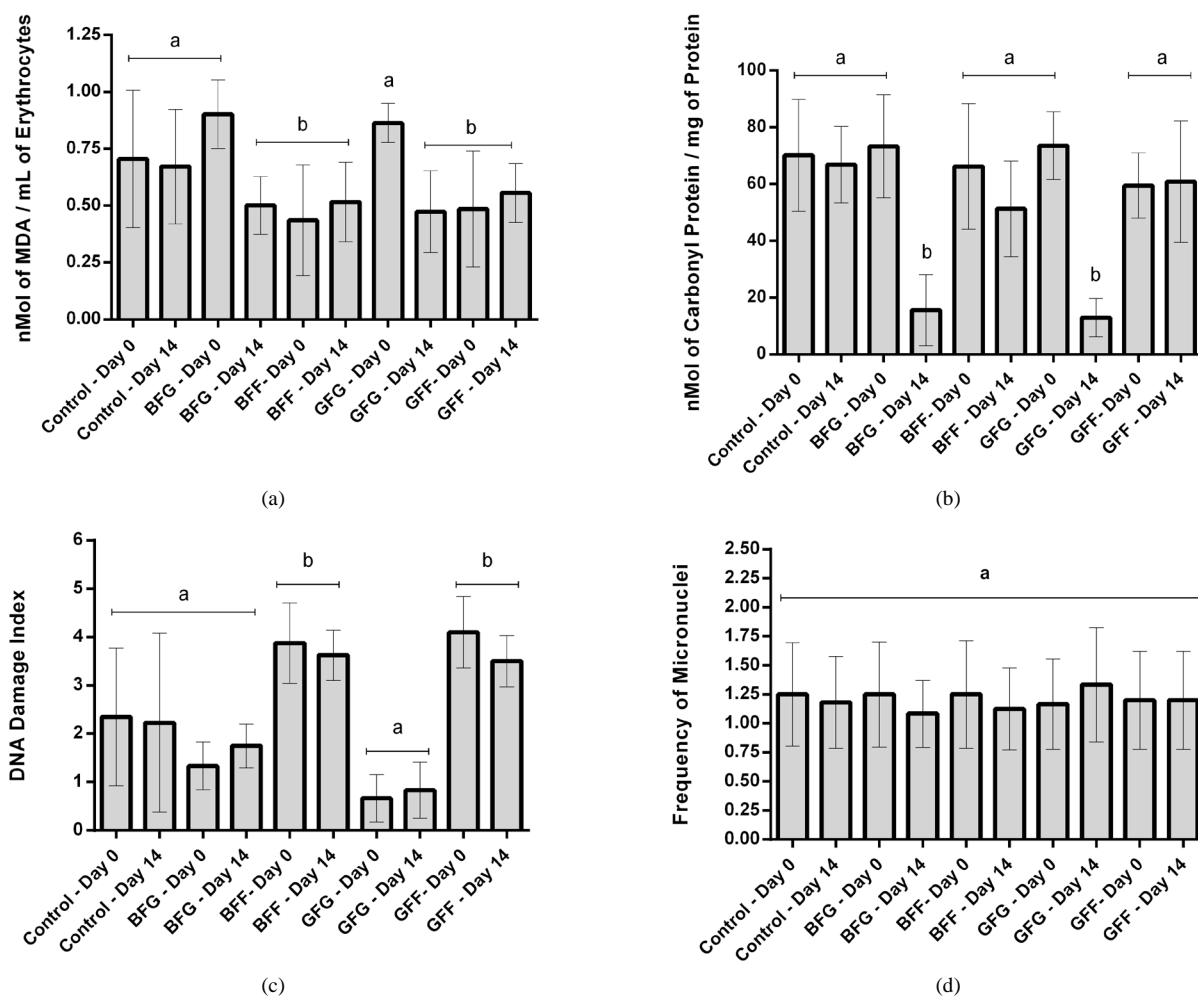 nMol of MDA / mL of Erythrocytes
1.25
1.00
0.75
0.50
0.25
0.00
a
b
a
b
Control - Day 0
Control - Day 14
BFG - Day 0
BFG - Day 14
BFF - Day 0
BFF - Day 14
GFG - Day 0
GFG - Day 14
GFF - Day 0
GFF - Day 14
(a)
nMol of Carbonyl Protein / mg of Protein
100
80
60
40
20
0
a
b
a
b
a
Control - Day 0
Control - Day 14
BFG - Day 0
BFG - Day 14
BFF - Day 0
BFF - Day 14
GFG - Day 0
GFG - Day 14
GFF - Day 0
GFF - Day 14
(b)
DNA Damage Index
6
5
4
3
2
1
0
a
b
a
b
Control - Day 0
Control - Day 14
BFG - Day 0
BFG - Day 14
BFF - Day 0
BFF - Day 14
GFG - Day 0
GFG - Day 14
GFF - Day 0
GFF - Day 14
(c)
Frequency of Micronuclei
2.50
2.25
2.00
1.75
1.50
1.25
1.00
0.75
0.50
0.25
0.00
a
Control - Day 0
Control - Day 14
BFG - Day 0
BFG - Day 14
BFF - Day 0
BFF - Day 14
GFG - Day 0
GFG - Day 14
GFF - Day 0
GFF - Day 14
(d)